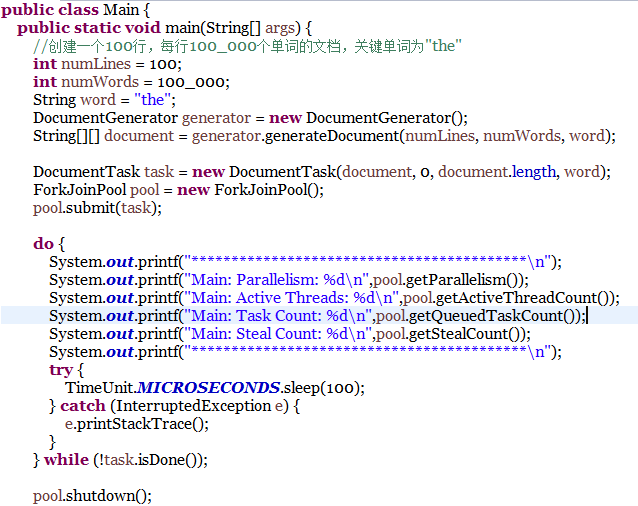 public class Main {
public static void main(String[] args) {
//创建一个100行，每行100_000个单词的文档，关键单词为"the"
int numLines = 100;
int numWords = 100_000;
String word = "the";
DocumentGenerator generator = new DocumentGenerator();
String[][] document = generator.generateDocument(numLines, numWords, word);
DocumentTask task = new DocumentTask(document, 0, document.length, word);
ForkJoinPool pool = new ForkJoinPool();
pool.submit(task);
do {
System.out.printf("******************************************\n");
System.out.printf("Main: Parallelism: %d\n",pool.getParallelism());
System.out.printf("Main: Active Threads: %d\n",pool.getActiveThreadCount());
System.out.printf("Main: Task Count: %d\n",pool.getQueuedTaskCount());
System.out.printf("Main: Steal Count: %d\n",pool.getStealCount());
System.out.printf("******************************************\n");
try {
TimeUnit.MICROSECONDS.sleep(100);
} catch (InterruptedException e) {
e.printStackTrace();
}
} while (!task.isDone());
pool.shutdown();